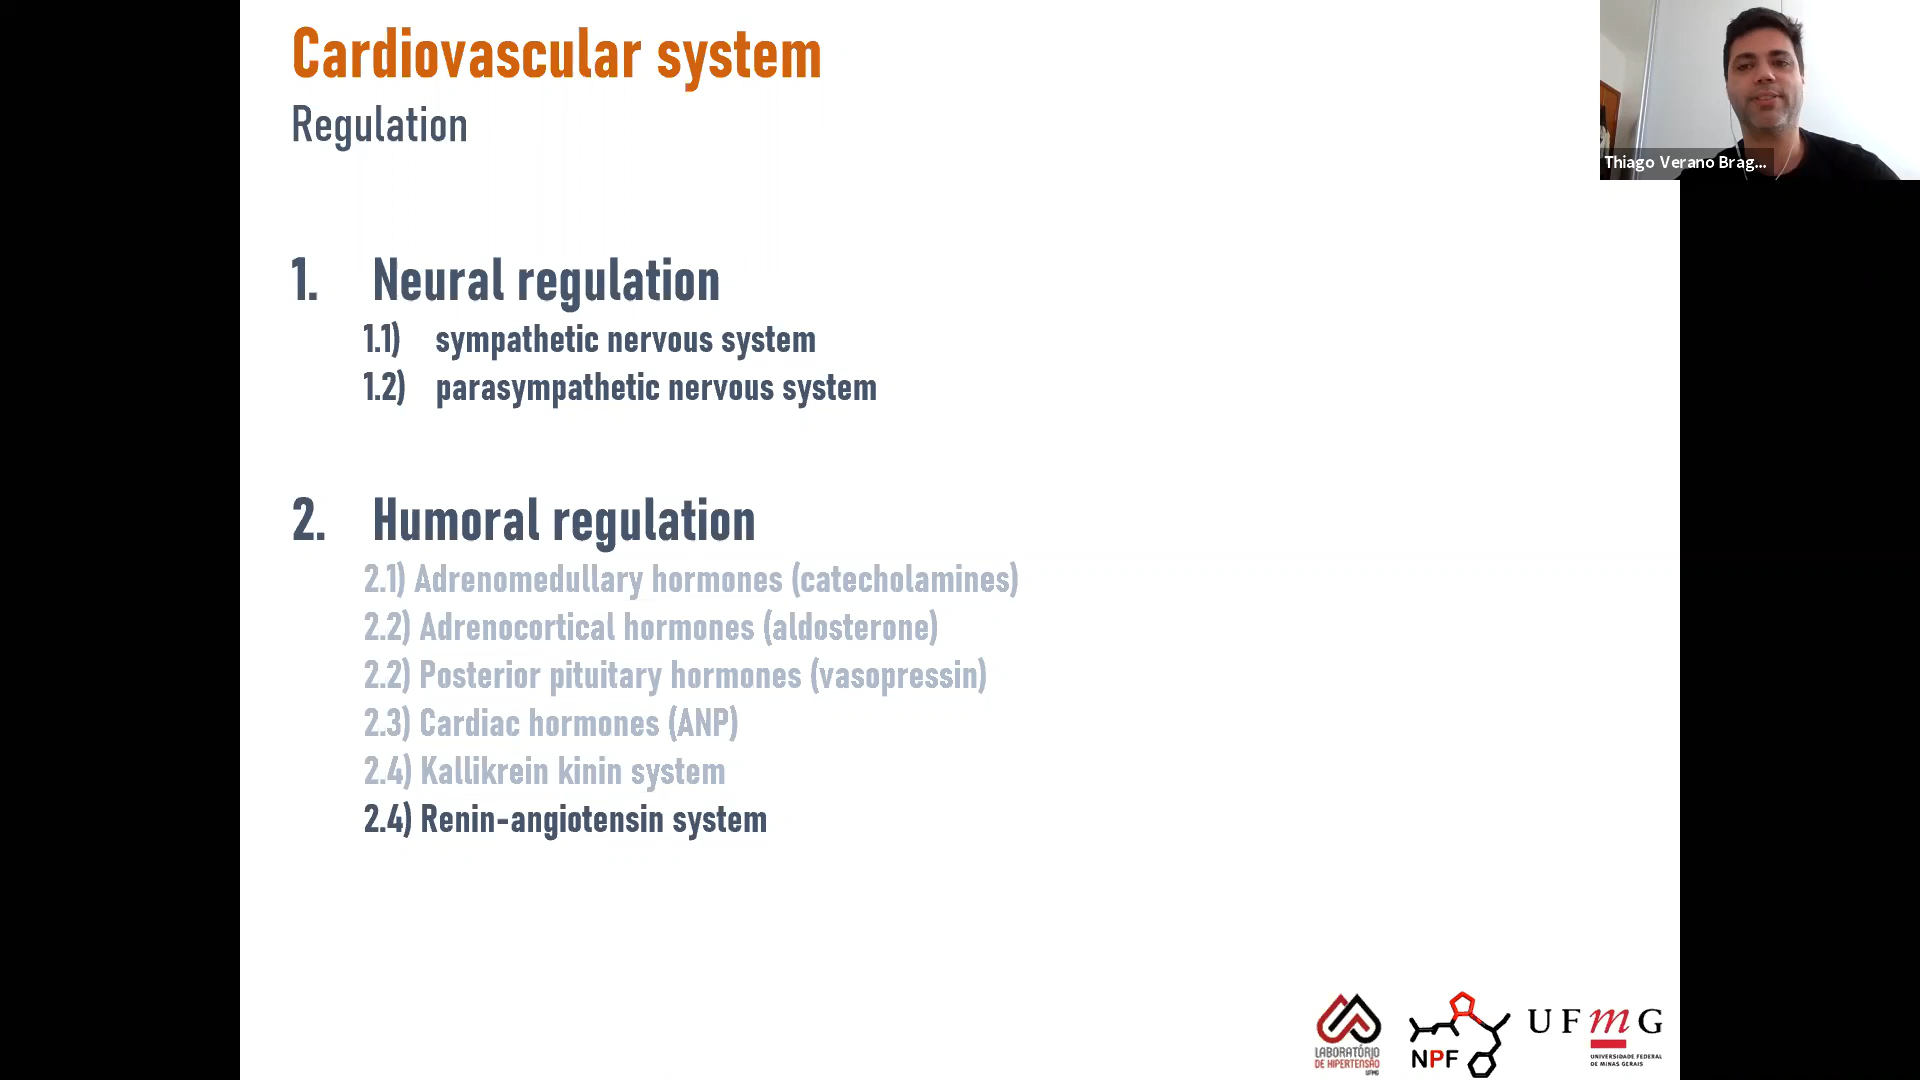 Cardiovascular system
Regulation
Thiago Verano Brag...
1. Neural regulation
1.1) sympathetic nervous system
1.2) parasympathetic nervous system
2. Humoral regulation
2.1) Adrenomedullary hormones (catecholamines)
2.2) Adrenocortical hormones (aldosterone)
2.2) Posterior pituitary hormones (vasopressin)
2.3) Cardiac hormones (ANP)
2.4) Kallikrein kinin system
2.4) Renin-angiotensin system
LABORATÓRIO
DE HIPERTENSÃO
UFMG
NPF
UFmG
UNIVERSIDADE FEDERAL
DE MINAS GERAIS